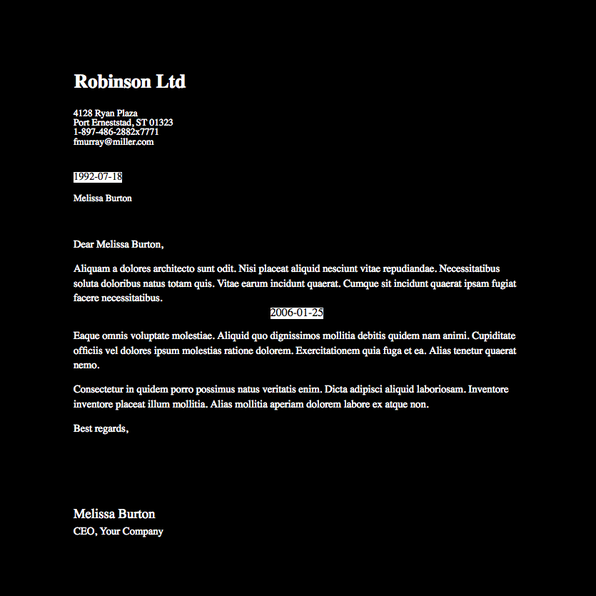 Robinson Ltd
4128 Ryan Plaza
Port Erneststad, ST 01323
1-897-486-2882x7771
fmurray@miller.com
1992-07-18
Melissa Burton
Dear Melissa Burton,
Aliquam a dolores architecto sunt odit. Nisi placeat aliquid nesciunt vitae repudiandae. Necessitatibus
soluta doloribus natus totam quis. Vitae earum incidunt quaerat. Cumque sit incidunt quaerat ipsam fugiat
facere necessitatibus.
2006-01-25
Eaque omnis voluptate molestiae. Aliquid quo dignissimos mollitia debitis quidem nam animi. Cupiditate
officiis vel dolores ipsum molestias ratione dolorem. Exercitationem quia fuga et ea. Alias tenetur quaerat
nemo.
Consectetur in quidem porro possimus natus veritatis enim. Dicta adipisci aliquid laboriosam. Inventore
inventore placeat illum mollitia. Alias mollitia aperiam dolorem labore ex atque non.
Best regards,
Melissa Burton
CEO, Your Company